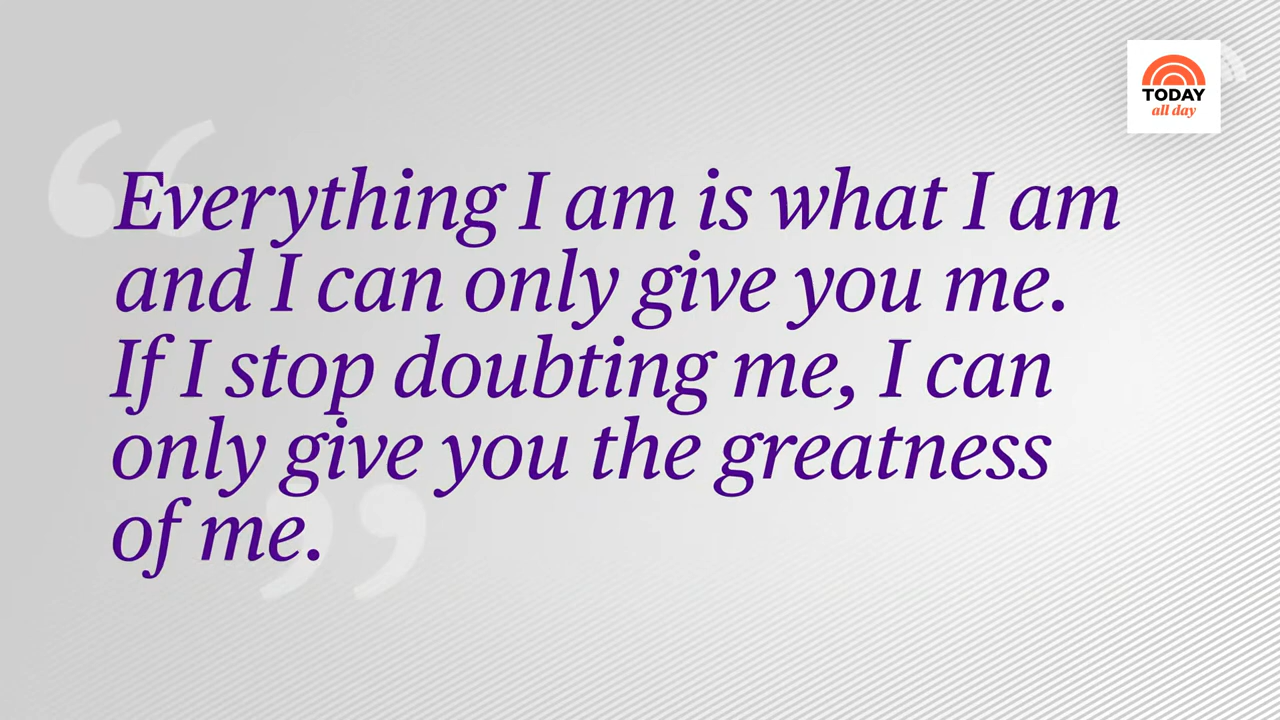 TODAY
all day
“
Everything I am is what I am
and I can only give you me.
If I stop doubting me, I can
only give you the greatness
of me.
”